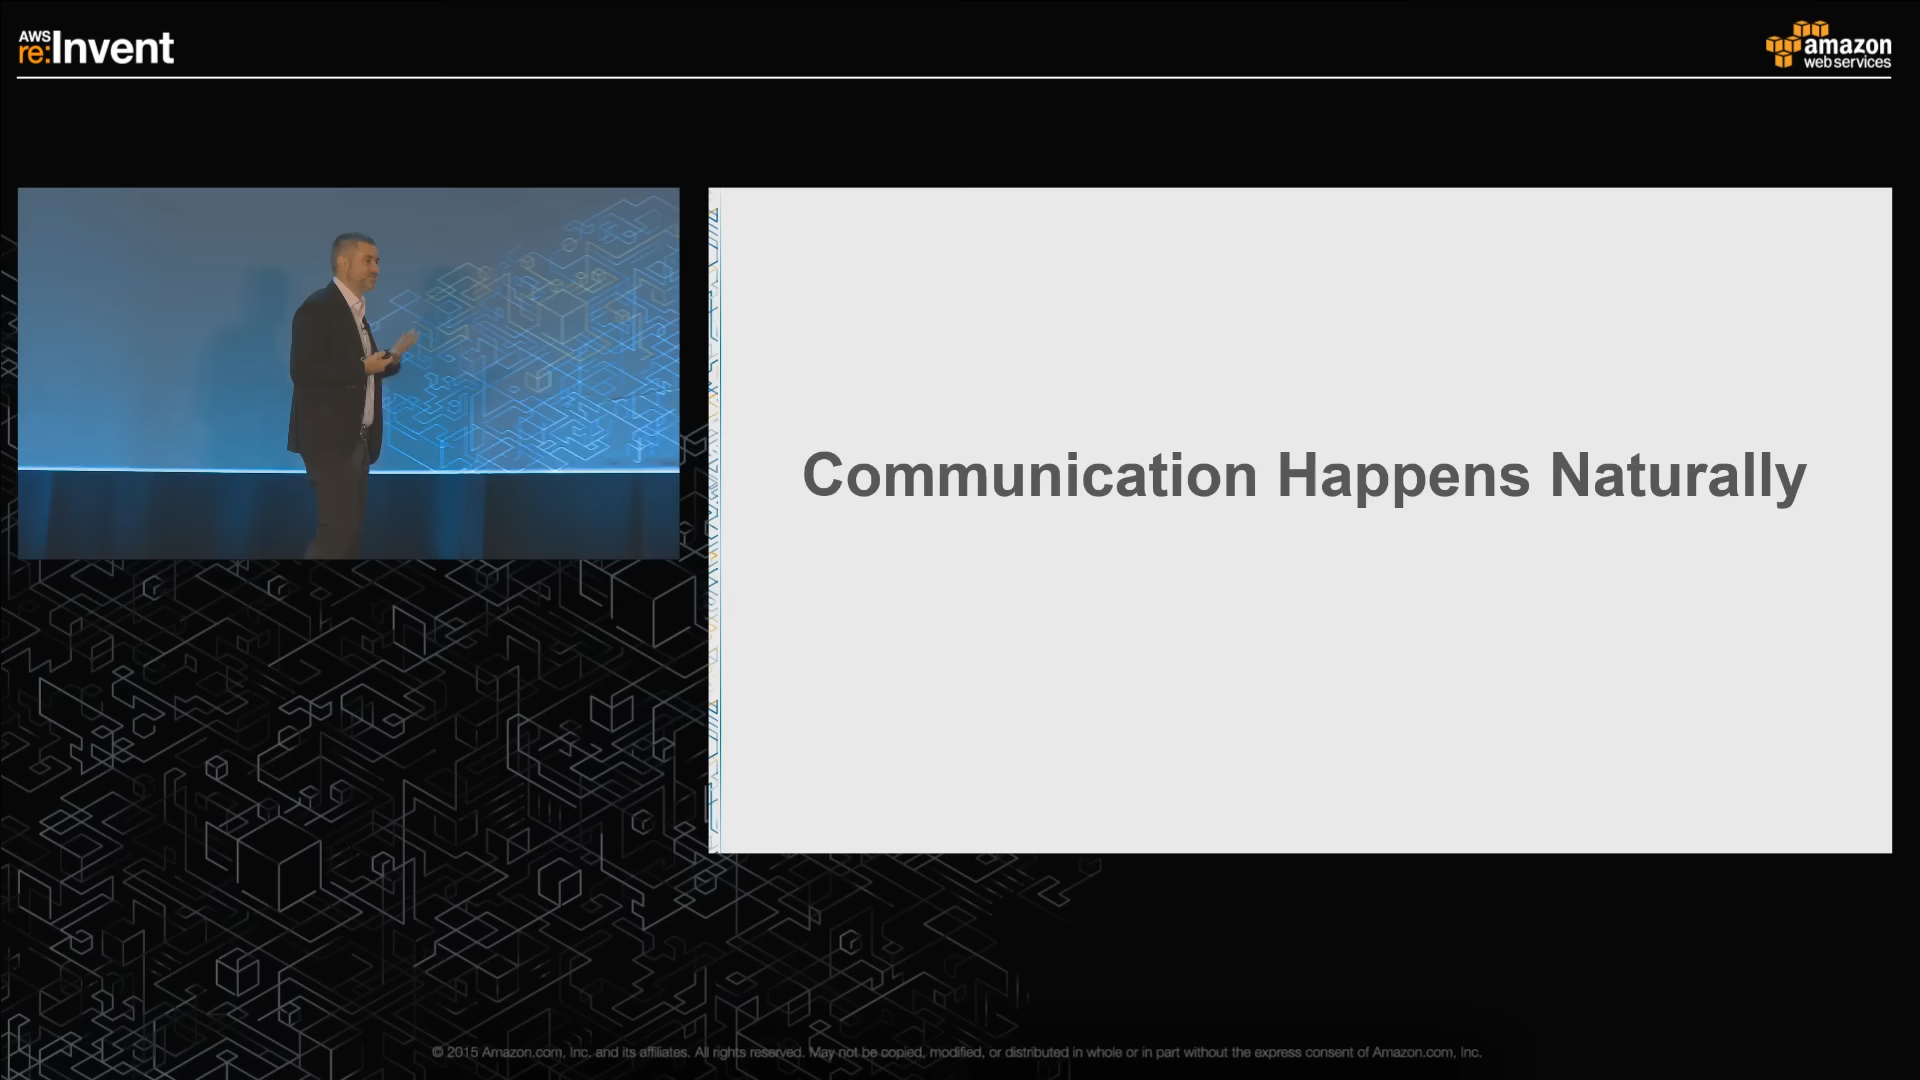 AWS
re:Invent
amazon
web services
Communication Happens Naturally
© 2015 Amazon.com, Inc. and its affiliates. All rights reserved. May not be copied, modified, or distributed in whole or in part without the express consent of Amazon.com, Inc.